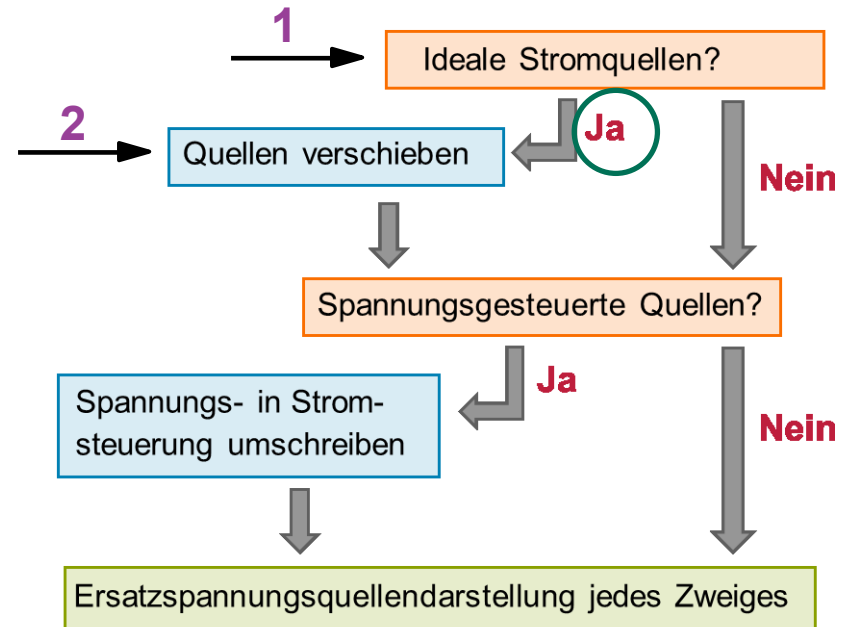 1
Ideale Stromquellen?
2
Ja
Quellen verschieben
Nein
Spannungsgesteuerte Quellen?
Ja
Spannungs- in Strom-
steuerung umschreiben
Nein
Ersatzspannungsquellendarstellung jedes Zweiges